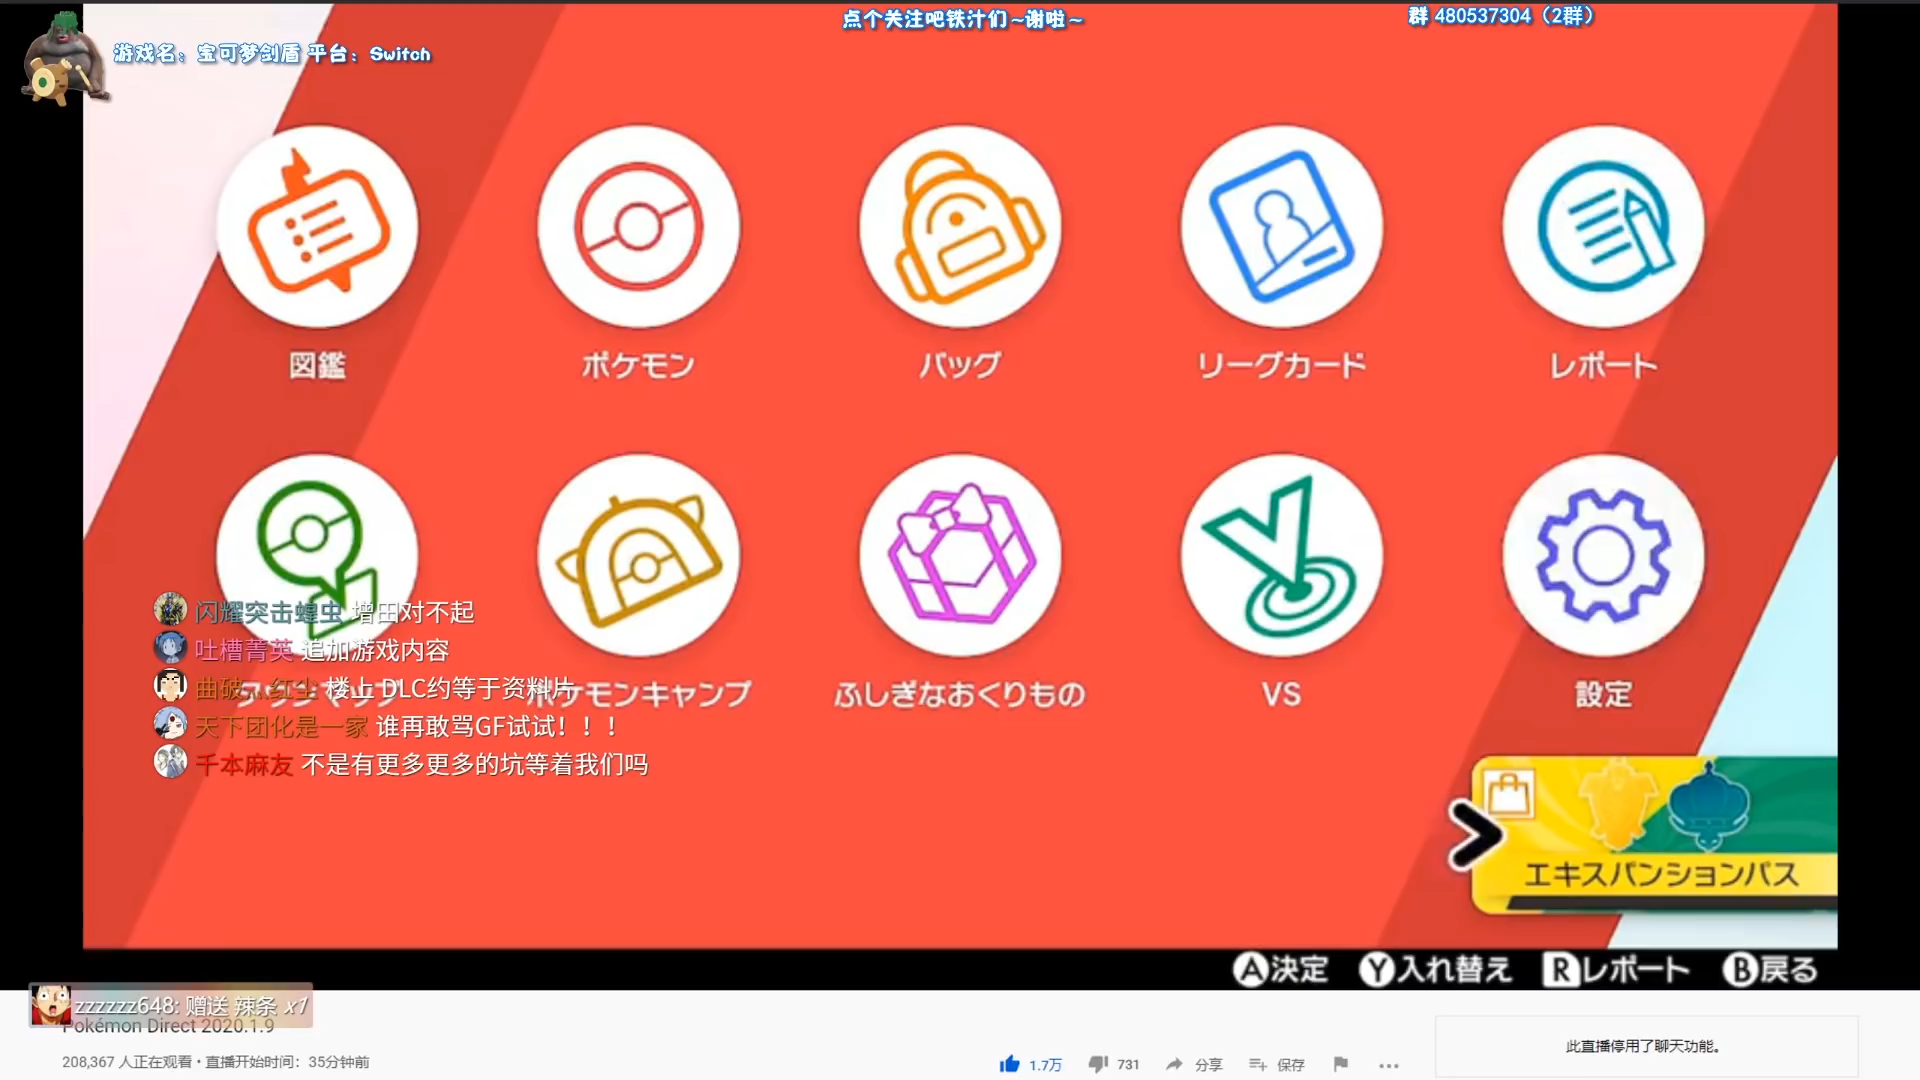 点个关注吧铁汁们~谢啦~
群 480537304（2群）
游戏名：宝可梦剑盾 平台：Switch
図鑑
ポケモン
バッグ
リーグカード
レポート
ポケモンキャンプ
ふしぎなおくりもの
VS
設定
闪耀突击蝗虫 增田对不起
吐槽菁英 追加游戏内容
楼上 DLC约等于资料片
天下团化是一家 谁再敢骂GF试试！！！
千本麻友 不是有更多更多的坑等着我们吗
エキスパンションパス
A決定 Y入れ替え Rレポート B戻る
zzzzzz648: 赠送 辣条 x1
Pokémon Direct 2020.1.9
208,367 人正在观看 • 直播开始时间：35分钟前
1.7万 731 分享 保存
此直播停用了聊天功能。